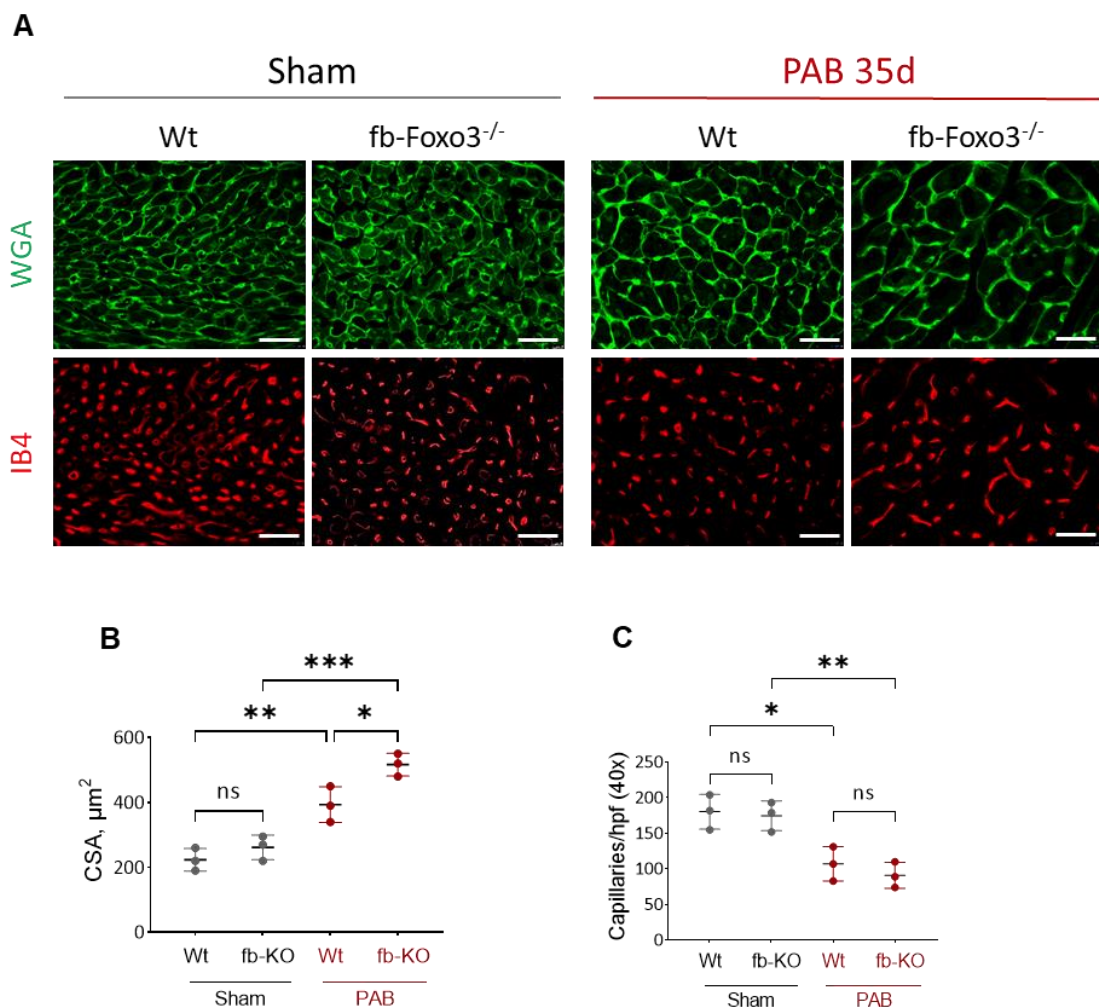 A
Sham PAB 35d
Wt fb-Foxo3-/- Wt fb-Foxo3-/-
WGA
IB4
B
***
** *
ns
CSA, µm2
600
400
200
0
Wt fb-KO Wt fb-KO
Sham PAB
C
**
*
ns ns
Capillaries/hpf (40x)
250
200
150
100
50
0
Wt fb-KO Wt fb-KO
Sham PAB